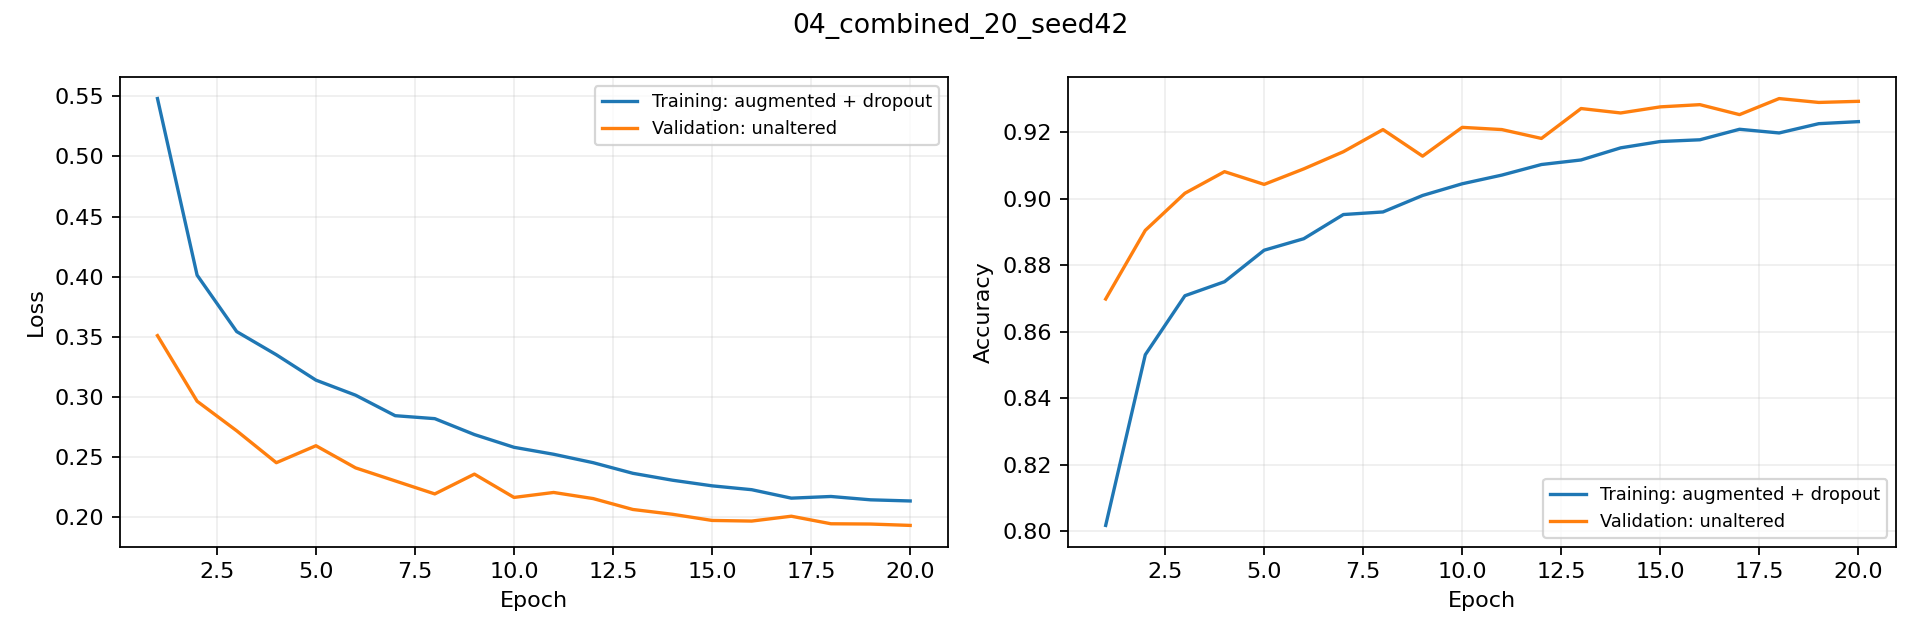 04_combined_20_seed42
Loss
0.55
0.50
0.45
0.40
0.35
0.30
0.25
0.20
Training: augmented + dropout
Validation: unaltered
2.5 5.0 7.5 10.0 12.5 15.0 17.5 20.0
Epoch
Accuracy
0.92
0.90
0.88
0.86
0.84
0.82
0.80
Training: augmented + dropout
Validation: unaltered
2.5 5.0 7.5 10.0 12.5 15.0 17.5 20.0
Epoch